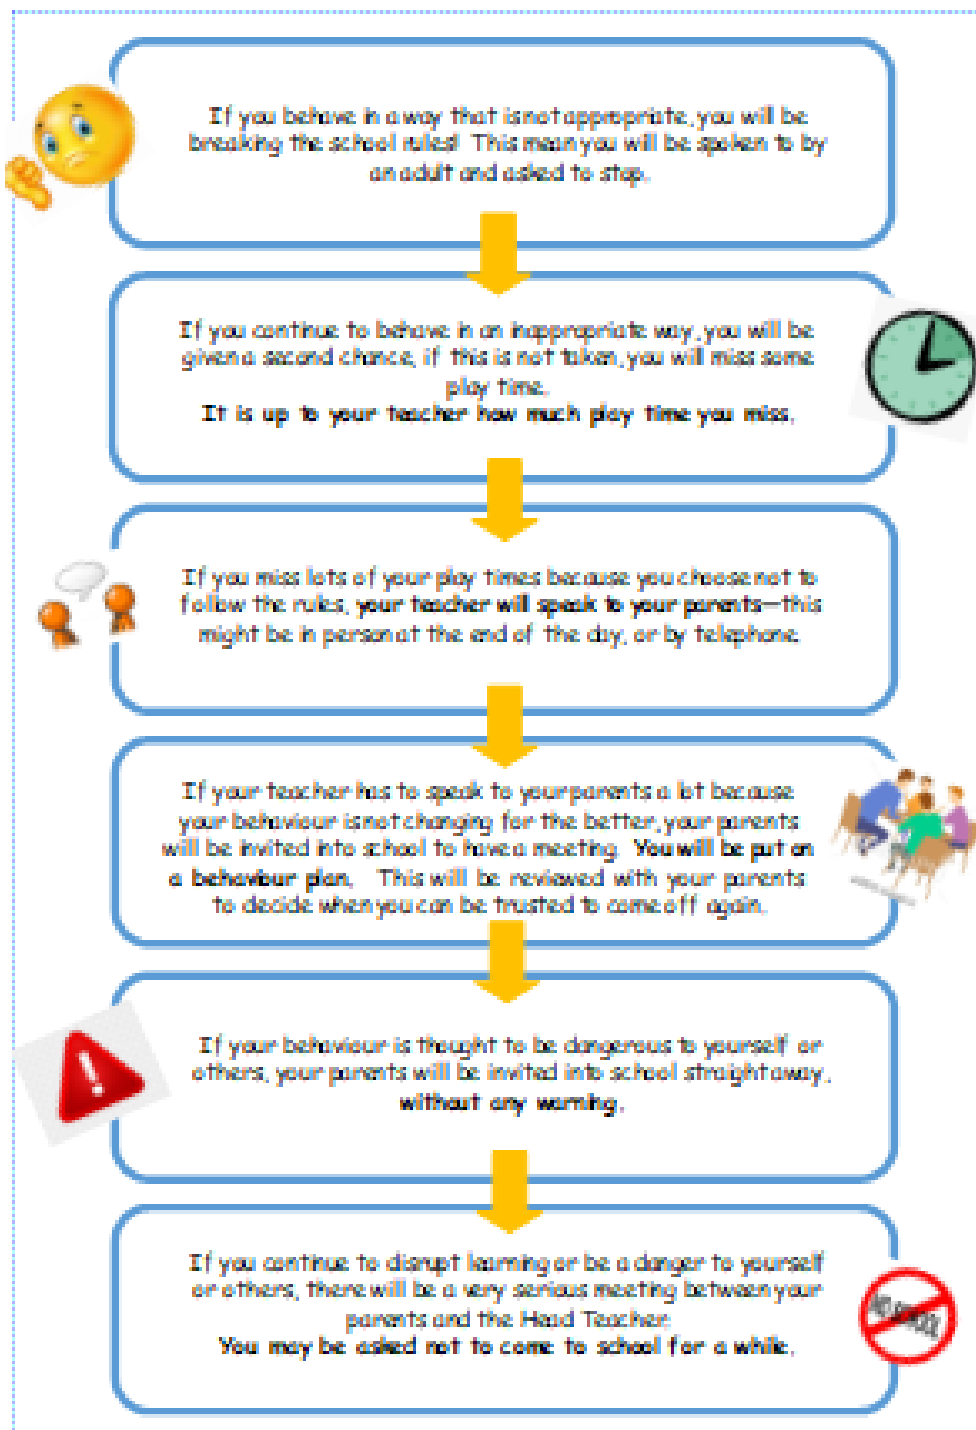 If you behave in a way that is not appropriate, you will be
breaking the school rules! This mean you will be spoken to by
an adult and asked to stop.
If you continue to behave in an inappropriate way, you will be
given a second chance, if this is not taken, you will miss some
play time.
It is up to your teacher how much play time you miss.
If you miss lots of your play times because you choose not to
follow the rules, your teacher will speak to your parents—this
might be in person at the end of the day, or by telephone.
If your teacher has to speak to your parents a lot because
your behaviour is not changing for the better, your parents
will be invited into school to have a meeting. You will be put on
a behaviour plan. This will be reviewed with your parents
to decide when you can be trusted to come off again.
If your behaviour is thought to be dangerous to yourself or
others, your parents will be invited into school straight away,
without any warning.
If you continue to disrupt learning or be a danger to yourself
or others, there will be a very serious meeting between your
parents and the Head Teacher.
You may be asked not to come to school for a while.
NO SCHOOL